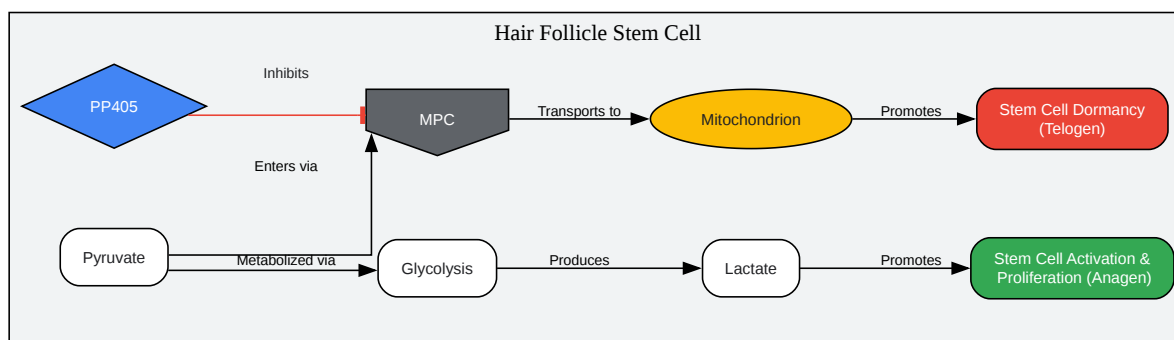 Hair Follicle Stem Cell
Inhibits
PP405
MPC
Transports to
Mitochondrion
Promotes
Stem Cell Dormancy
(Telogen)
Enters via
Pyruvate
Metabolized via
Glycolysis
Produces
Lactate
Promotes
Stem Cell Activation &
Proliferation (Anagen)